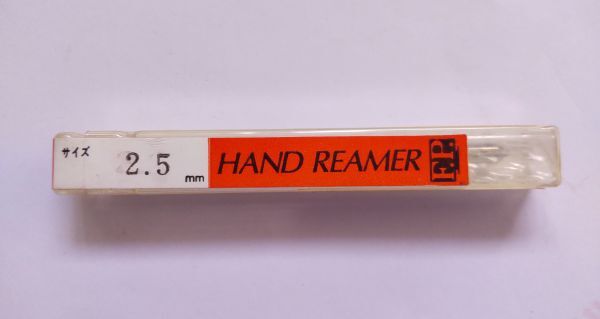 サイズ
2.5 mm
HAND REAMER
F.P.